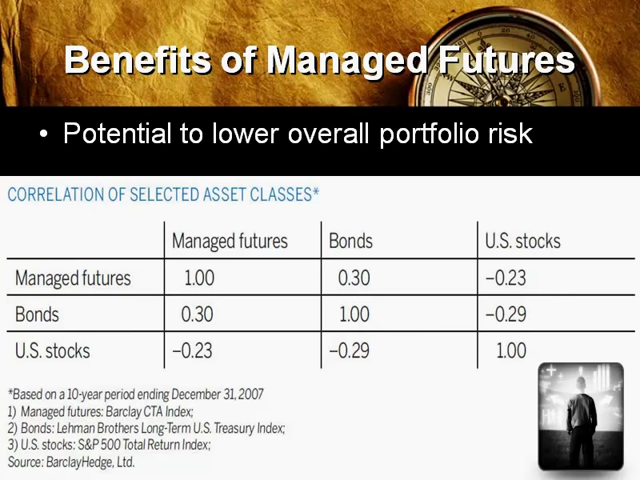 Benefits of Managed Futures
• Potential to lower overall portfolio risk
CORRELATION OF SELECTED ASSET CLASSES*
Managed futures Bonds U.S. stocks
Managed futures 1.00 0.30 –0.23
Bonds 0.30 1.00 –0.29
U.S. stocks –0.23 –0.29 1.00
*Based on a 10-year period ending December 31, 2007
1) Managed futures: Barclay CTA Index;
2) Bonds: Lehman Brothers Long-Term U.S. Treasury Index;
3) U.S. stocks: S&P 500 Total Return Index;
Source: BarclayHedge, Ltd.